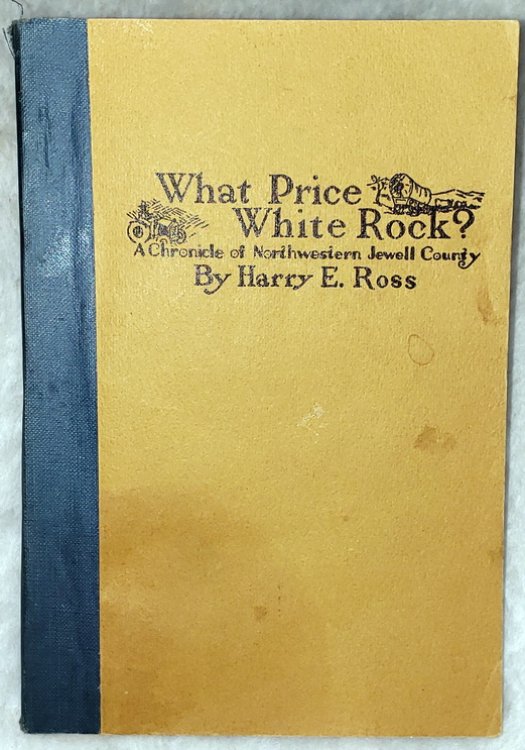 What Price
White Rock?
A Chronicle of Northwestern Jewell County
By Harry E. Ross